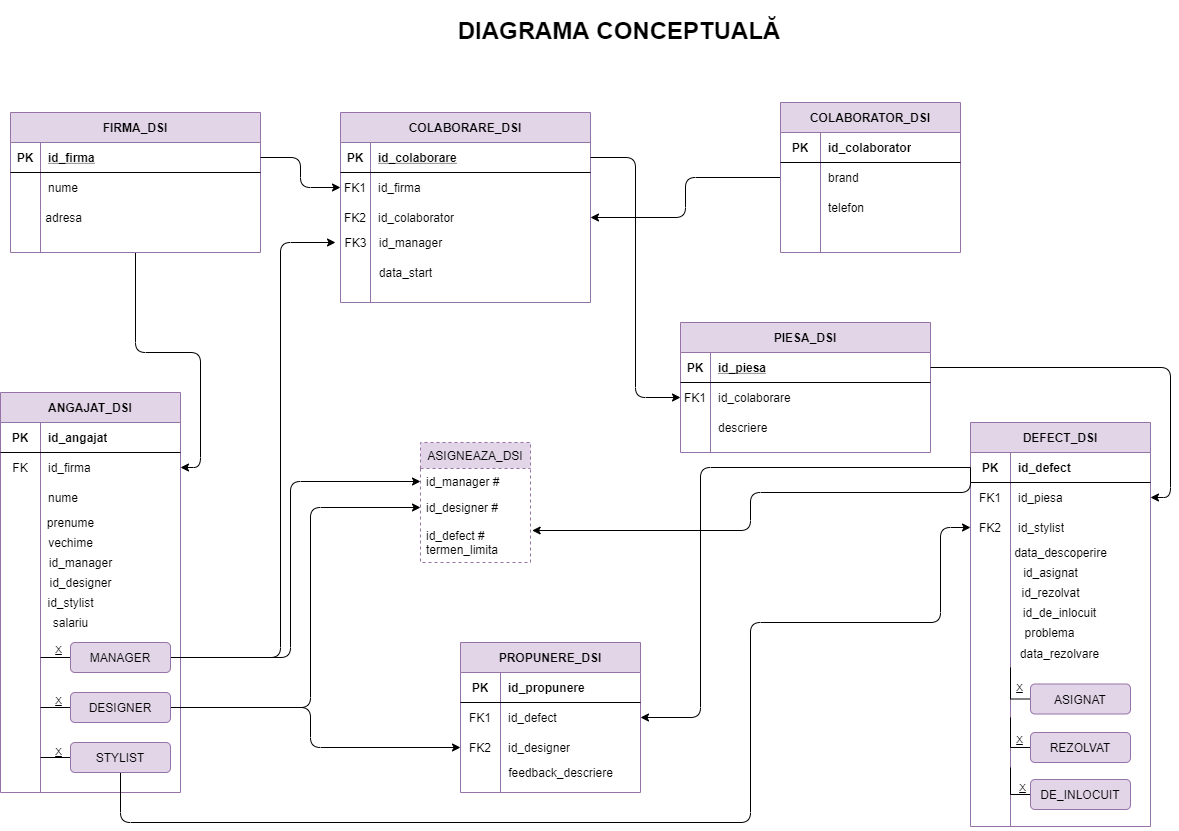 DIAGRAMA CONCEPTUALĂ
FIRMA_DSI
PK id_firma
nume
adresa
COLABORARE_DSI
PK id_colaborare
FK1 id_firma
FK2 id_colaborator
FK3 id_manager
data_start
COLABORATOR_DSI
PK id_colaborator
brand
telefon
PIESA_DSI
PK id_piesa
FK1 id_colaborare
descriere
ANGAJAT_DSI
PK id_angajat
FK id_firma
nume
prenume
vechime
id_manager
id_designer
id_stylist
salariu
X MANAGER
X DESIGNER
X STYLIST
ASIGNEAZA_DSI
id_manager #
id_designer #
id_defect #
termen_limita
PROPUNERE_DSI
PK id_propunere
FK1 id_defect
FK2 id_designer
feedback_descriere
DEFECT_DSI
PK id_defect
FK1 id_piesa
FK2 id_stylist
data_descoperire
id_asignat
id_rezolvat
id_de_inlocuit
problema
data_rezolvare
X ASIGNAT
X REZOLVAT
X DE_INLOCUIT